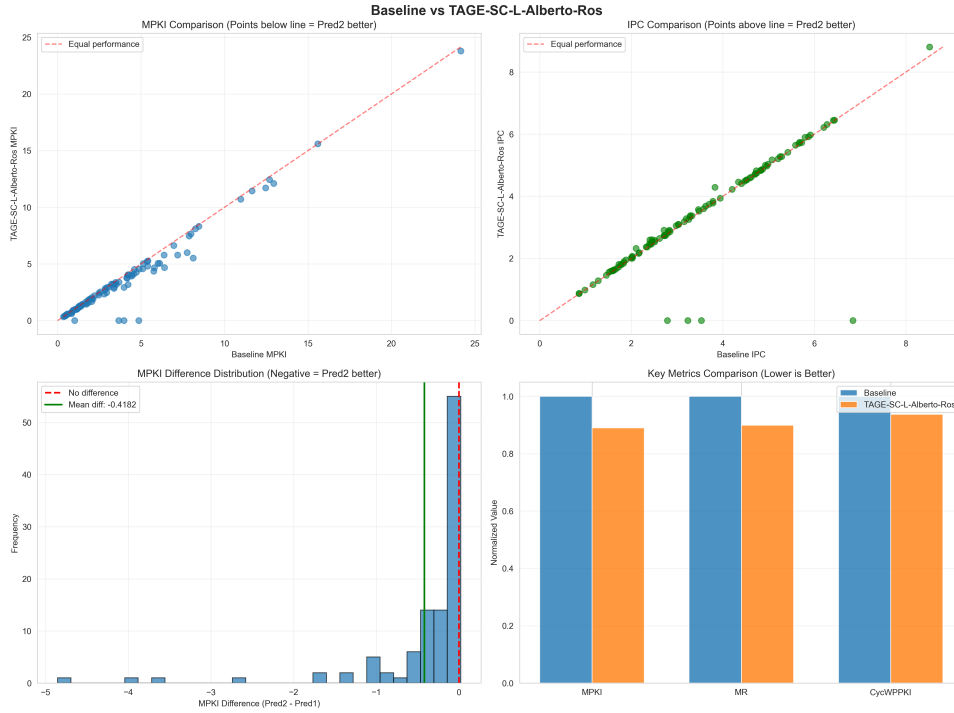 Baseline vs TAGE-SC-L-Alberto-Ros
MPKI Comparison (Points below line = Pred2 better)
Equal performance
TAGE-SC-L-Alberto-Ros MPKI
25
20
15
10
5
0
0 5 10 15 20 25
Baseline MPKI
IPC Comparison (Points above line = Pred2 better)
Equal performance
TAGE-SC-L-Alberto-Ros IPC
8
6
4
2
0
0 2 4 6 8
Baseline IPC
MPKI Difference Distribution (Negative = Pred2 better)
No difference
Mean diff: -0.4182
Frequency
50
40
30
20
10
0
−5 −4 −3 −2 −1 0
MPKI Difference (Pred2 - Pred1)
Key Metrics Comparison (Lower is Better)
Baseline
TAGE-SC-L-Alberto-Ros
Normalized Value
1.0
0.8
0.6
0.4
0.2
0.0
MPKI MR CycWPPKI